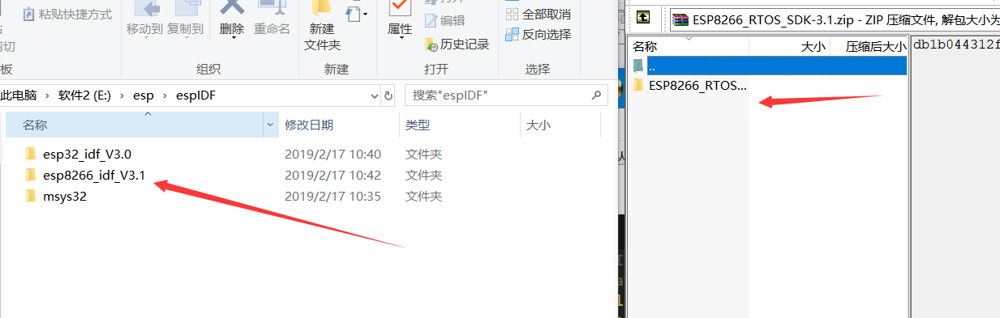 粘贴快捷方式
剪切
移动到 复制到 删除 重命名
新建
文件夹
属性
打开
编辑
历史记录
全部取消
反向选择
板
组织
新建
打开
选择
此电脑 › 软件2 (E:) › esp › espIDF
搜索"espIDF"
名称 修改日期 类型 大小
esp32_idf_V3.0 2019/2/17 10:40 文件夹
esp8266_idf_V3.1 2019/2/17 10:42 文件夹
msys32 2019/2/17 10:35 文件夹
ESP8266_RTOS_SDK-3.1.zip - ZIP 压缩文件, 解包大小为
名称 大小 压缩后大小
..
ESP8266_RTOS...
db1b044312f